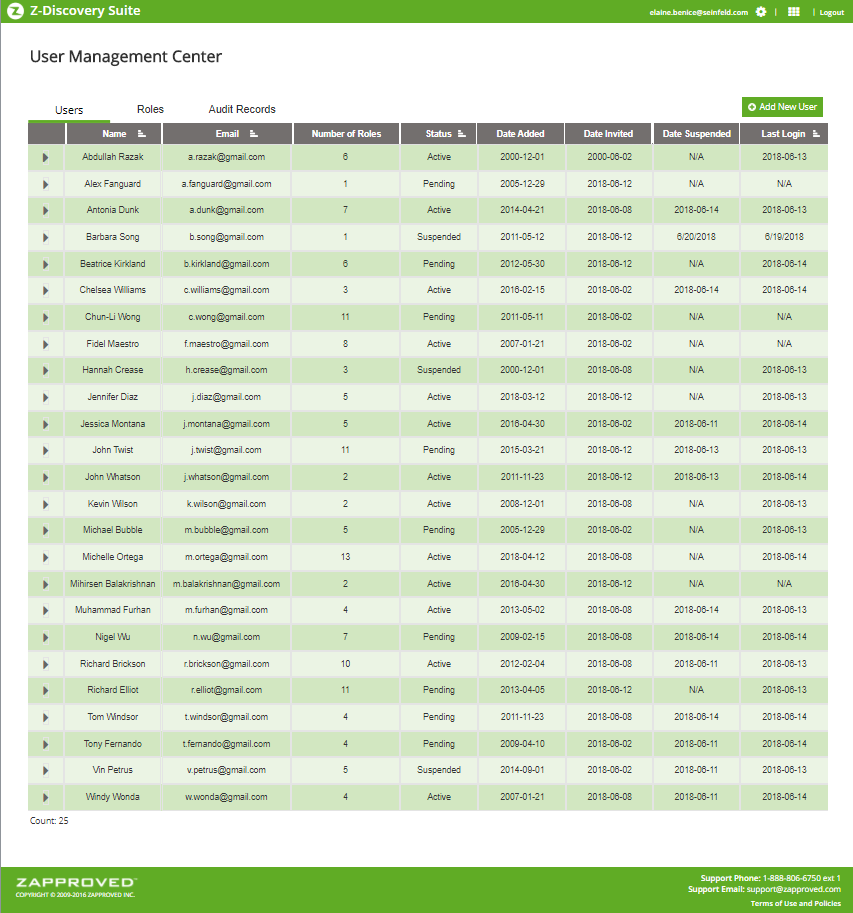 Z Z-Discovery Suite elaine.benice@seinfeld.com | | Logout
User Management Center
Users Roles Audit Records Add New User
Name Email Number of Roles Status Date Added Date Invited Date Suspended Last Login
Abdullah Razak a.razak@gmail.com 6 Active 2000-12-01 2000-06-02 N/A 2018-06-13
Alex Fanguard a.fanguard@gmail.com 1 Pending 2005-12-29 2018-06-12 N/A N/A
Antonia Dunk a.dunk@gmail.com 7 Active 2014-04-21 2018-06-08 2018-06-14 2018-06-13
Barbara Song b.song@gmail.com 1 Suspended 2011-05-12 2018-06-12 6/20/2018 6/19/2018
Beatrice Kirkland b.kirkland@gmail.com 6 Pending 2012-05-30 2018-06-12 N/A 2018-06-14
Chelsea Williams c.williams@gmail.com 3 Active 2016-02-15 2018-06-02 2018-06-14 2018-06-14
Chun-Li Wong c.wong@gmail.com 11 Pending 2011-05-11 2018-06-02 N/A N/A
Fidel Maestro f.maestro@gmail.com 8 Active 2007-01-21 2018-06-02 N/A N/A
Hannah Crease h.crease@gmail.com 3 Suspended 2000-12-01 2018-06-08 N/A 2018-06-13
Jennifer Diaz j.diaz@gmail.com 5 Active 2018-03-12 2018-06-12 N/A 2018-06-13
Jessica Montana j.montana@gmail.com 5 Active 2016-04-30 2018-06-02 2018-06-11 2018-06-14
John Twist j.twist@gmail.com 11 Pending 2015-03-21 2018-06-12 2018-06-13 2018-06-14
John Whatson j.whatson@gmail.com 2 Active 2011-11-23 2018-06-12 2018-06-13 2018-06-14
Kevin Wilson k.wilson@gmail.com 2 Active 2008-12-01 2018-06-08 N/A 2018-06-13
Michael Bubble m.bubble@gmail.com 5 Pending 2005-12-29 2018-06-02 N/A 2018-06-13
Michelle Ortega m.ortega@gmail.com 13 Active 2018-04-12 2018-06-08 N/A 2018-06-14
Mihirsen Balakrishnan m.balakrishnan@gmail.com 2 Active 2016-04-30 2018-06-12 N/A N/A
Muhammad Furhan m.furhan@gmail.com 4 Active 2013-05-02 2018-06-08 2018-06-14 2018-06-13
Nigel Wu n.wu@gmail.com 7 Pending 2009-02-15 2018-06-08 2018-06-14 2018-06-14
Richard Brickson r.brickson@gmail.com 10 Active 2012-02-04 2018-06-08 2018-06-11 2018-06-13
Richard Elliot r.elliot@gmail.com 11 Pending 2013-04-05 2018-06-12 N/A 2018-06-13
Tom Windsor t.windsor@gmail.com 4 Pending 2011-11-23 2018-06-08 2018-06-14 2018-06-14
Tony Fernando t.fernando@gmail.com 4 Pending 2009-04-10 2018-06-02 2018-06-11 2018-06-14
Vin Petrus v.petrus@gmail.com 5 Suspended 2014-09-01 2018-06-02 2018-06-11 2018-06-13
Windy Wonda w.wonda@gmail.com 4 Active 2007-01-21 2018-06-08 2018-06-11 2018-06-14
Count: 25
ZAPPROVED™ Support Phone: 1-888-806-6750 ext 1
COPYRIGHT © 2009-2016 ZAPPROVED INC. Support Email: support@zapproved.com
Terms of Use and Policies